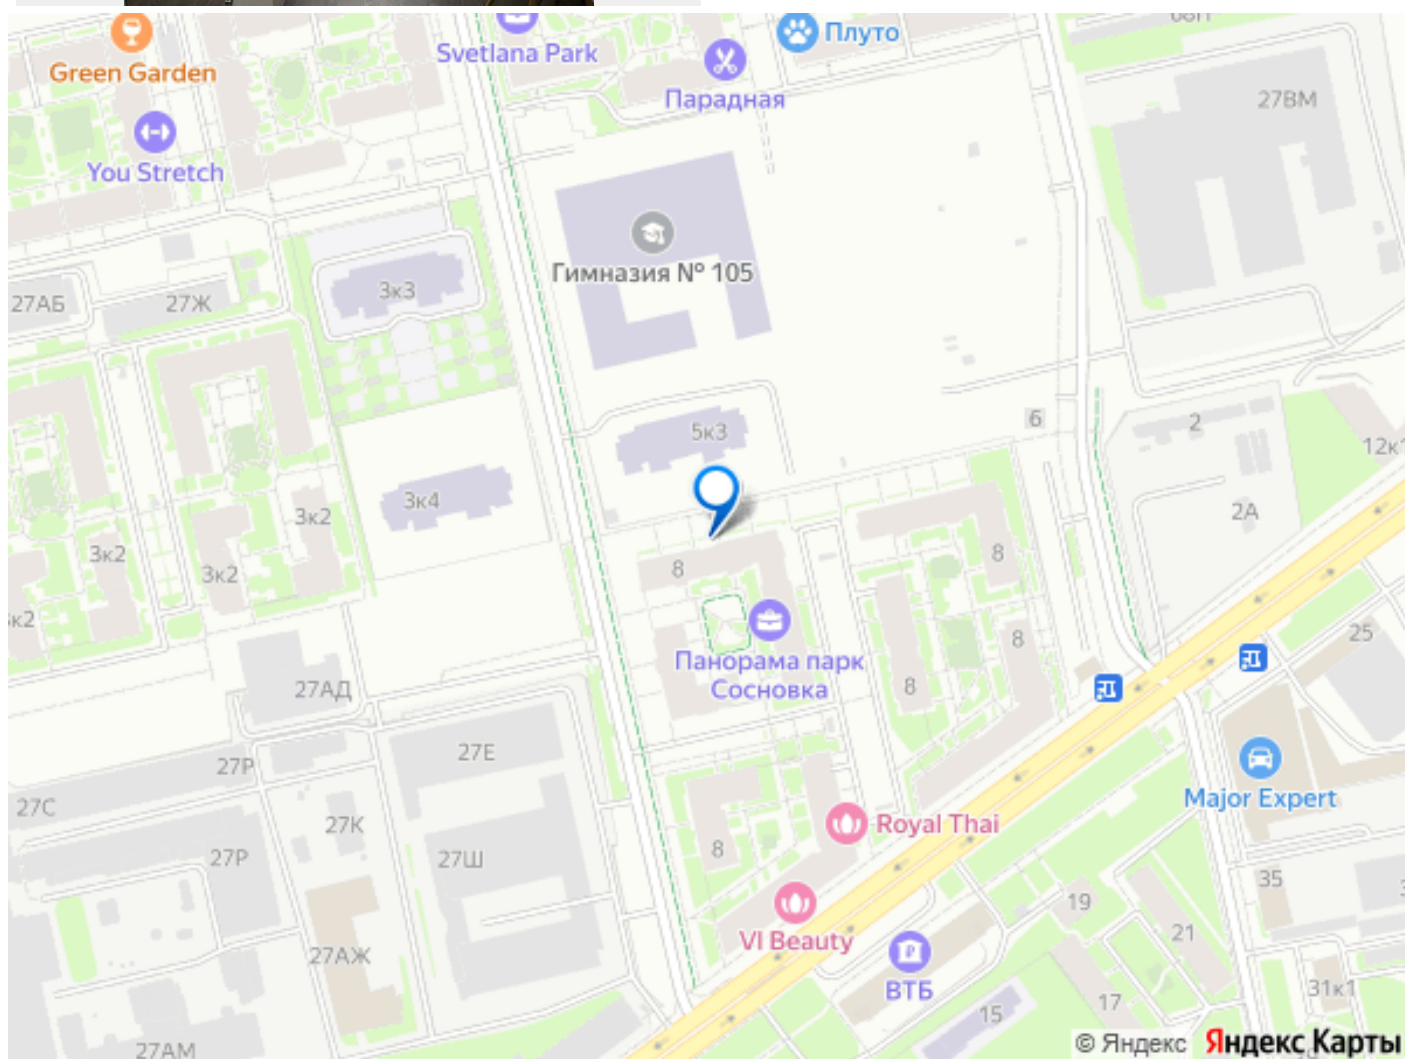 Green Garden
Svetlana Park
Плуто
Парадная
27ВМ
You Stretch
Гимназия № 105
3к3
27АБ
27Ж
5к3
6
2
12к1
3к4
3к2
2А
3к2
3к2
8
8
к2
8
25
Панорама парк
Сосновка
27АД
8
27Е
27Р
Major Expert
27С
27К
Royal Thai
27Р
27Ш
8
35
19
VI Beauty
21
27АЖ
ВТБ
31к1
17
15
27АМ
© Яндекс Яндекс Карты